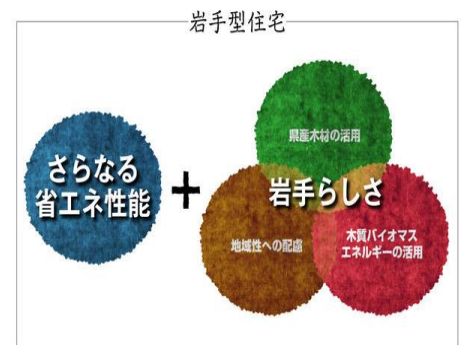 岩手型住宅
さらなる
省エネ性能
+
県産木材の活用
岩手らしさ
地域性への配慮
木質バイオマス
エネルギーの活用